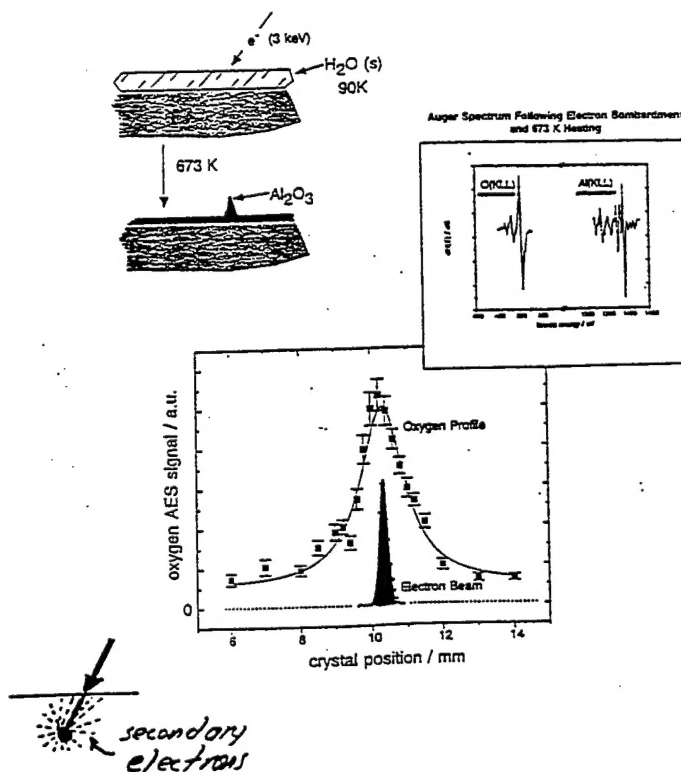 e⁻ (3 keV)
H₂O (s)
90K
673 K
Al₂O₃
Auger Spectrum Following Electron Bombardment
and 673 K Heating
O(KLL)
Al(KLL)
oxygen AES signal / a.u.
Oxygen Profile
Electron Beam
0
6 8 10 12 14
crystal position / mm
secondary
electrons